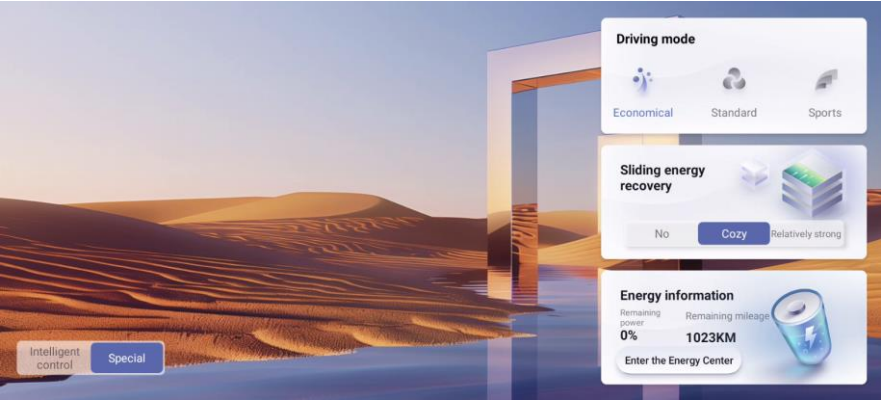 Driving mode
Economical
Standard
Sports
Sliding energy
recovery
No
Cozy
Relatively strong
Energy information
Remaining
power
Remaining mileage
0%
1023KM
Enter the Energy Center
Intelligent
control
Special